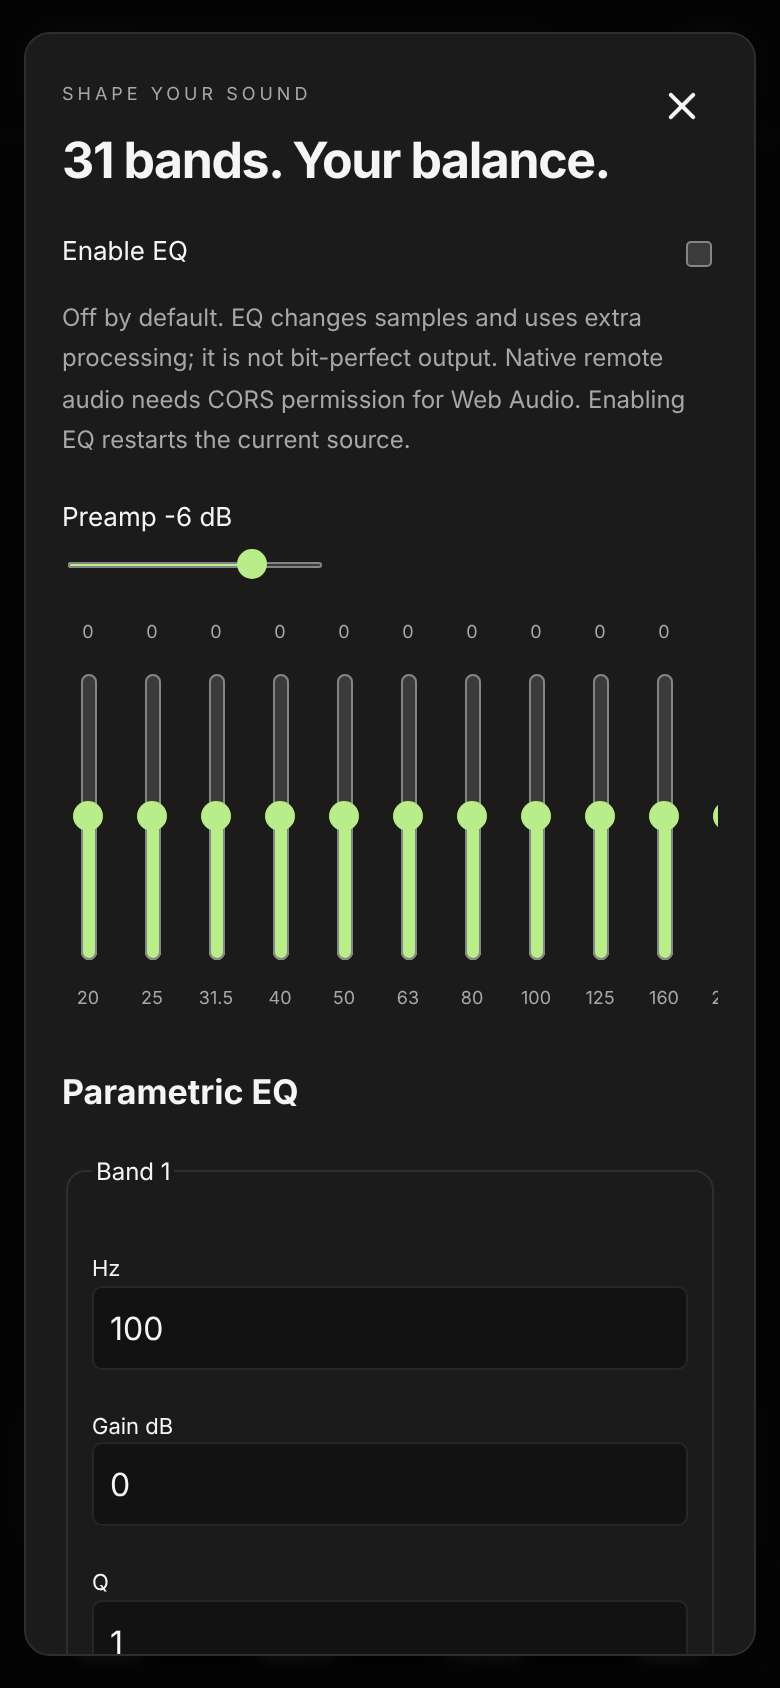 SHAPE YOUR SOUND
31 bands. Your balance.
Enable EQ
Off by default. EQ changes samples and uses extra
processing; it is not bit-perfect output. Native remote
audio needs CORS permission for Web Audio. Enabling
EQ restarts the current source.
Preamp -6 dB
0 0 0 0 0 0 0 0 0 0
20 25 31.5 40 50 63 80 100 125 160
Parametric EQ
Band 1
Hz
100
Gain dB
0
Q
1